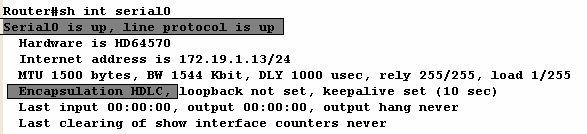 Router#sh int serial0
Serial0 is up, line protocol is up
Hardware is HD64570
Internet address is 172.19.1.13/24
MTU 1500 bytes, BW 1544 Kbit, DLY 1000 usec, rely 255/255, load 1/255
Encapsulation HDLC, loopback not set, keepalive set (10 sec)
Last input 00:00:00, output 00:00:00, output hang never
Last clearing of show interface counters never